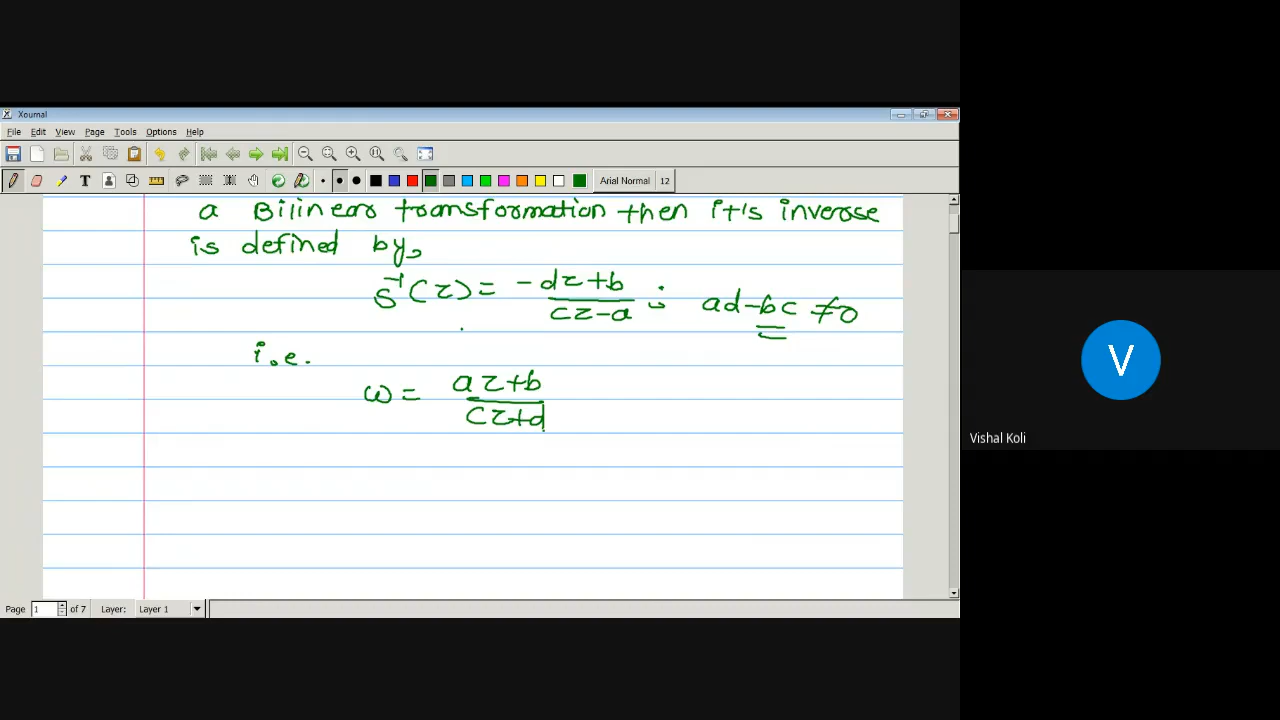 Xournal
File Edit View Page Tools Options Help
Arial Normal 12
a Bilinear transformation then it's inverse
is defined by,
S⁻¹(z) = -dz+b / cz-a ; ad-bc ≠ 0
i.e.
ω = az+b / cz+d
V
Vishal Koli
Page 1 of 7 Layer: Layer 1